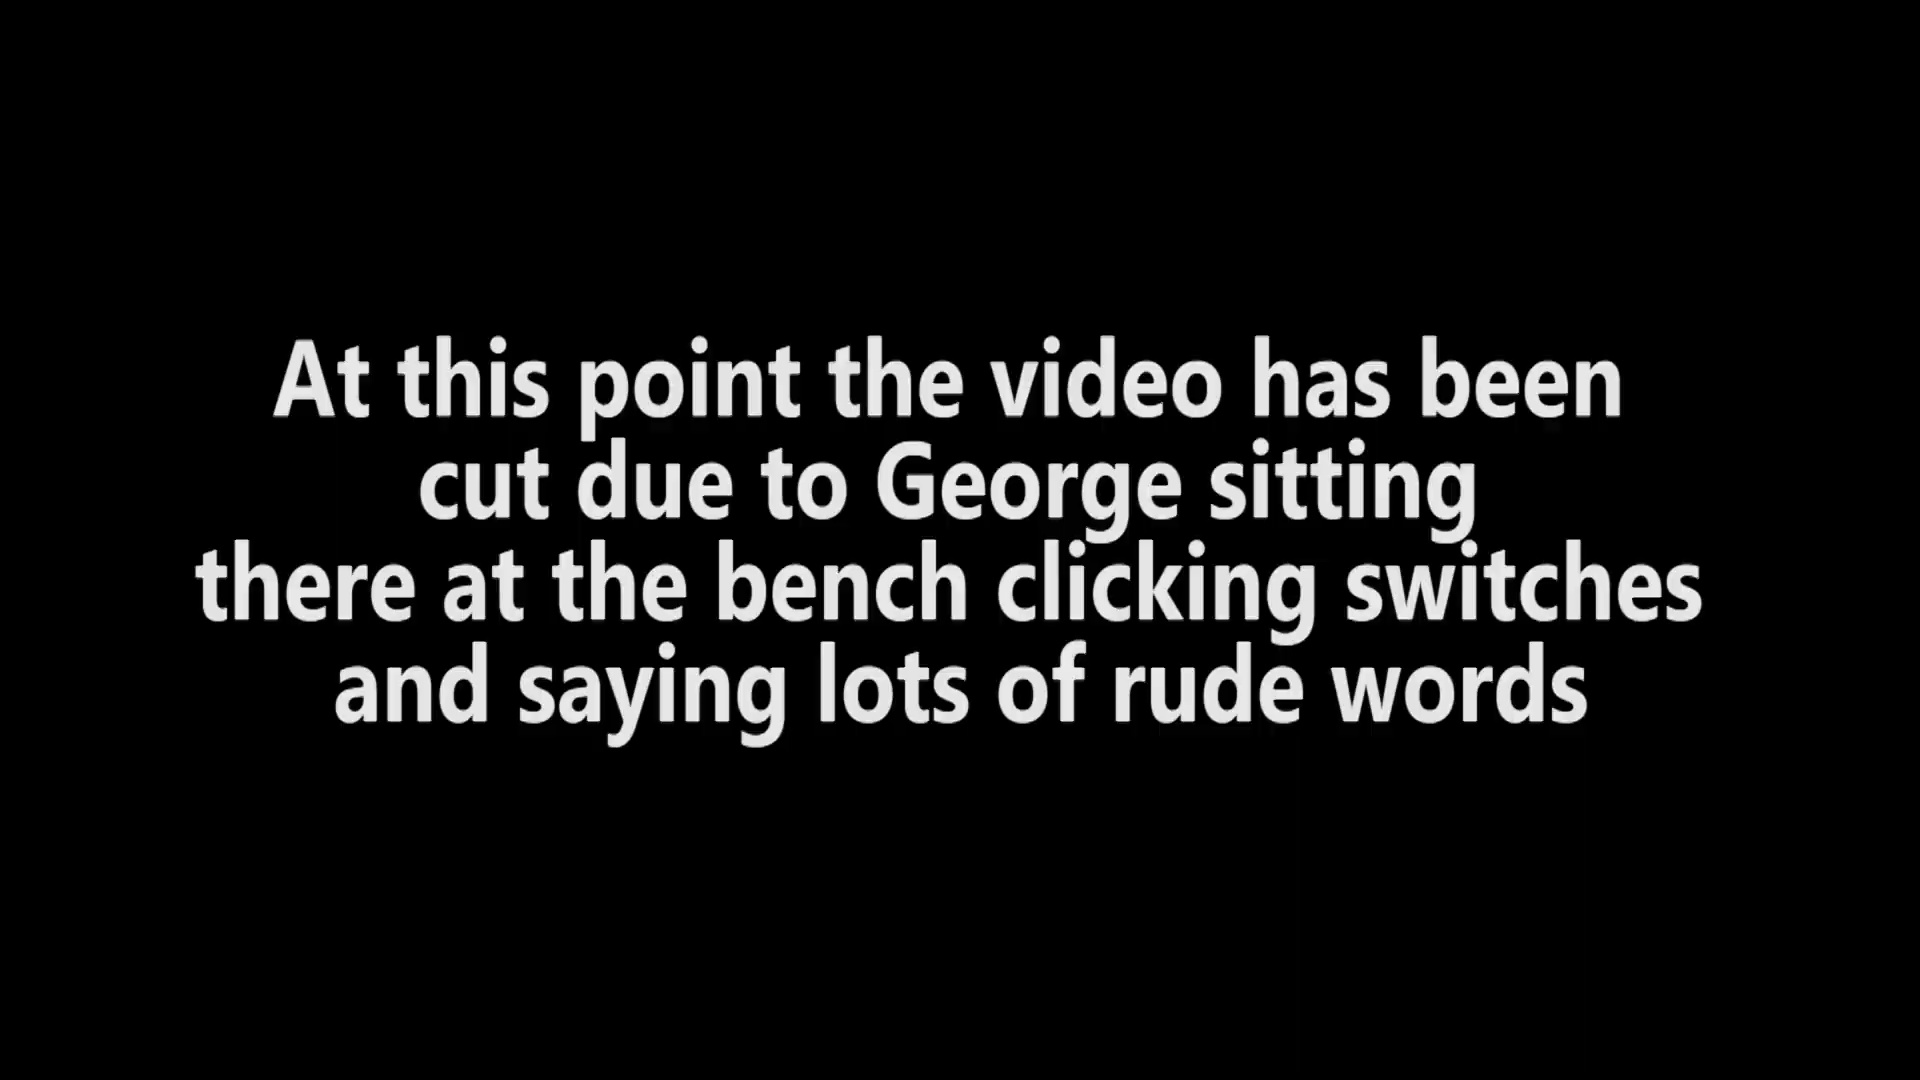 At this point the video has been
cut due to George sitting
there at the bench clicking switches
and saying lots of rude words